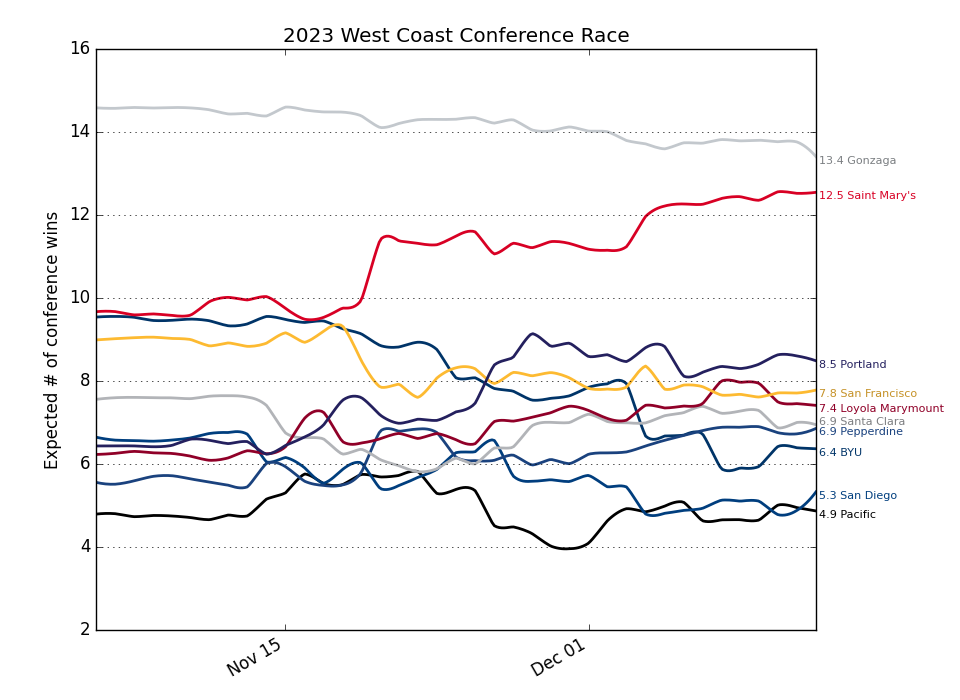 2023 West Coast Conference Race
Expected # of conference wins
16
14
12
10
8
6
4
2
Nov 15
Dec 01
13.4 Gonzaga
12.5 Saint Mary's
8.5 Portland
7.8 San Francisco
7.4 Loyola Marymount
6.9 Santa Clara
6.9 Pepperdine
6.4 BYU
5.3 San Diego
4.9 Pacific